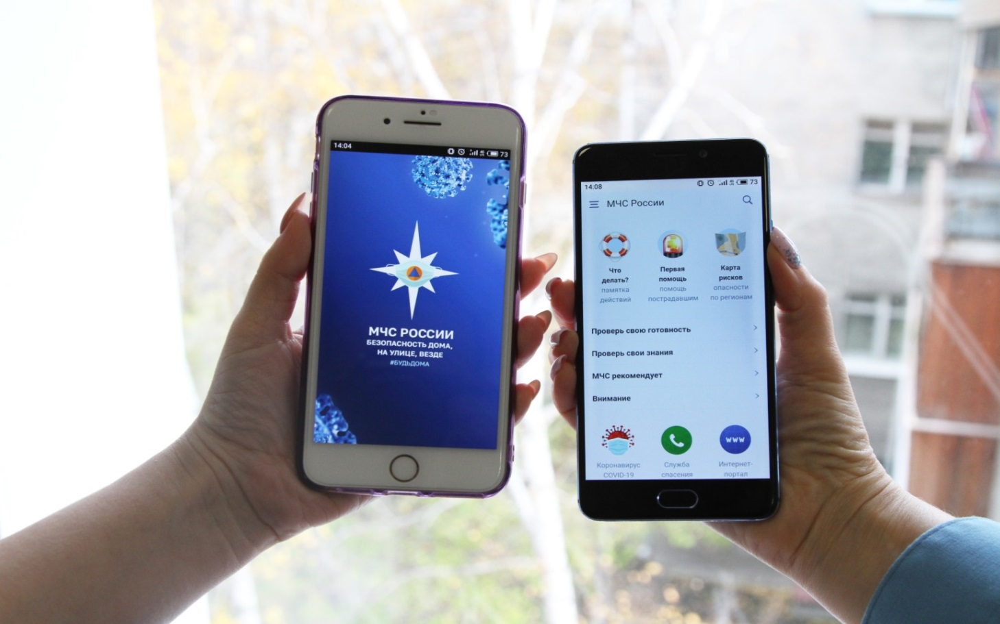 14:04
73
МЧС РОССИИ
БЕЗОПАСНОСТЬ ДОМА,
НА УЛИЦЕ, ВЕЗДЕ
#БУДЬДОМА
14:08
73
МЧС России
Что
делать?
памятка
действий
Первая
помощь
помощь
пострадавшим
Карта
рисков
опасности
по регионам
Проверь свою готовность
Проверь свои знания
МЧС рекомендует
Внимание
Коронавирус
COVID-19
Служба
спасения
www
Интернет-
портал